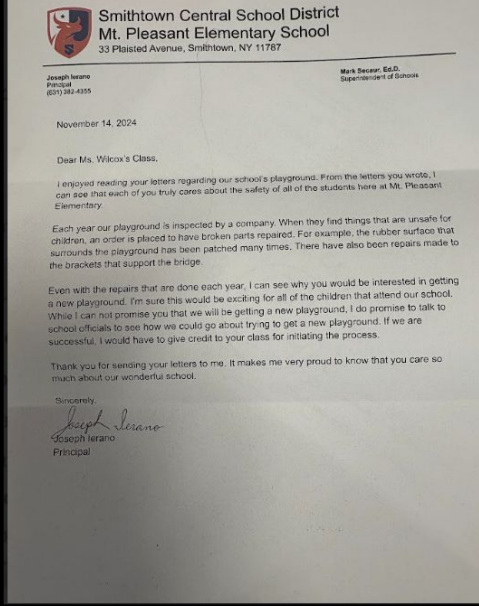 Smithtown Central School District
Mt. Pleasant Elementary School
33 Plaisted Avenue, Smithtown, NY 11787
Joseph Ierano
Principal
(631) 382-4355
Mark Secaur, Ed.D.
Superintendent of Schools
November 14, 2024
Dear Ms. Wilcox's Class,
I enjoyed reading your letters regarding our school's playground. From the letters you wrote, I
can see that each of you truly cares about the safety of all of the students here at Mt. Pleasant
Elementary.
Each year our playground is inspected by a company. When they find things that are unsafe for
children, an order is placed to have broken parts repaired. For example, the rubber surface that
surrounds the playground has been patched many times. There have also been repairs made to
the brackets that support the bridge.
Even with the repairs that are done each year, I can see why you would be interested in getting
a new playground. I'm sure this would be exciting for all of the children that attend our school.
While I can not promise you that we will be getting a new playground, I do promise to talk to
school officials to see how we could go about trying to get a new playground. If we are
successful, I would have to give credit to your class for initiating the process.
Thank you for sending your letters to me. It makes me very proud to know that you care so
much about our wonderful school.
Sincerely,
Joseph Ierano
Joseph Ierano
Principal